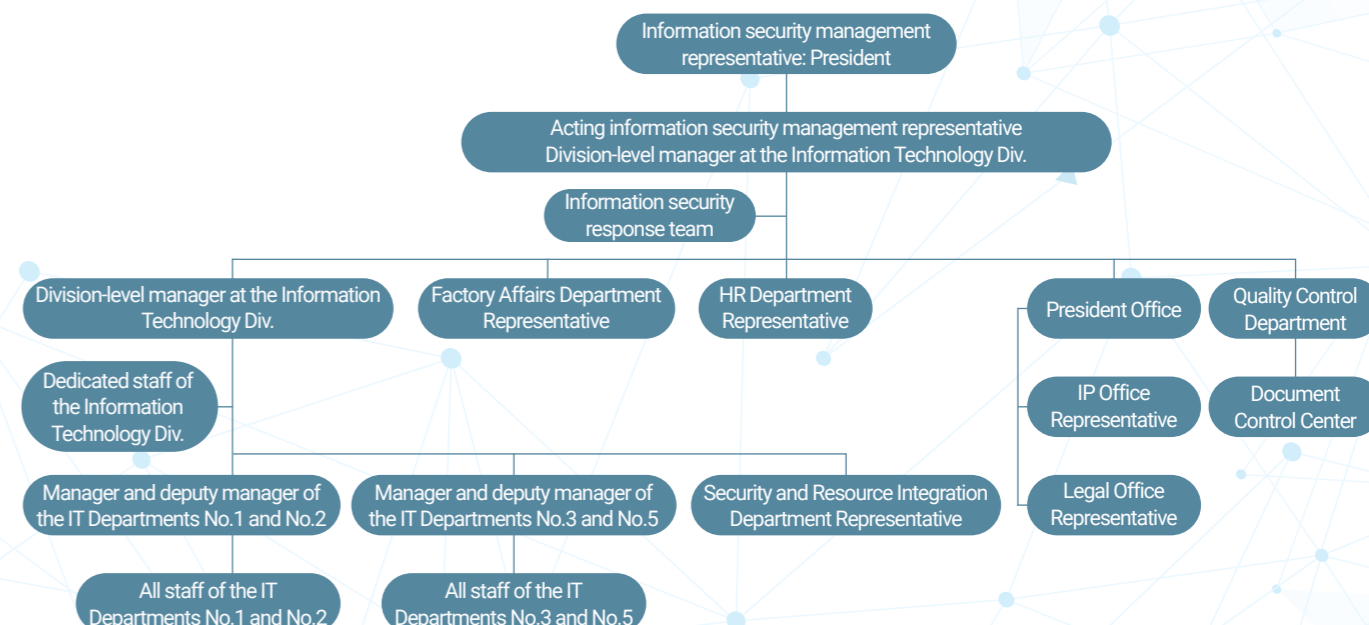 Information security management
representative: President
Acting information security management representative
Division-level manager at the Information Technology Div.
Information security
response team
Division-level manager at the Information
Technology Div.
Factory Affairs Department
Representative
HR Department
Representative
President Office
Quality Control
Department
Dedicated staff of
the Information
Technology Div.
IP Office
Representative
Document
Control Center
Manager and deputy manager of
the IT Departments No.1 and No.2
Manager and deputy manager of
the IT Departments No.3 and No.5
Security and Resource Integration
Department Representative
Legal Office
Representative
All staff of the IT
Departments No.1 and No.2
All staff of the IT
Departments No.3 and No.5